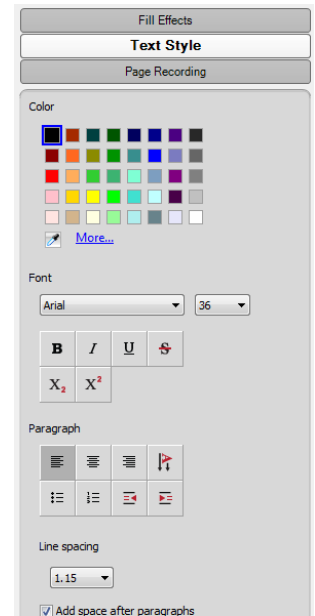 Fill Effects
Text Style
Page Recording
Color
More...
Font
Arial 36
B I U S
X₂ X²
Paragraph
Line spacing
1.15
Add space after paragraphs